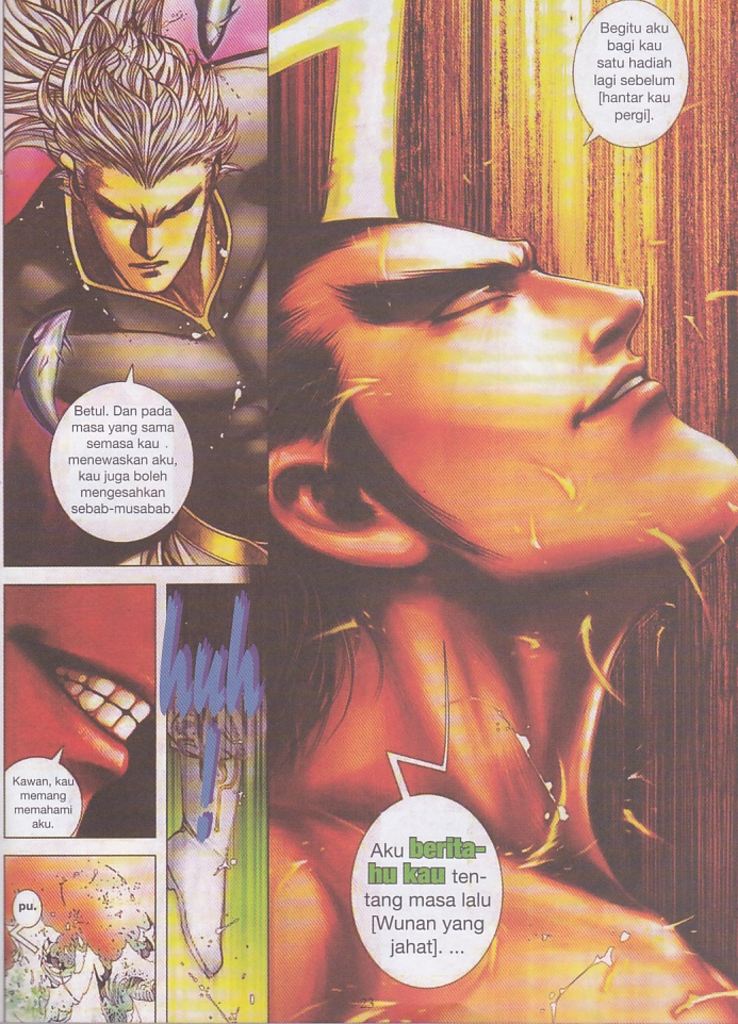 Betul. Dan pada
masa yang sama
semasa kau
menewaskan aku,
kau juga boleh
mengesahkan
sebab-musabab.
Begitu aku
bagi kau
satu hadiah
lagi sebelum
[hantar kau
pergi].
Kawan, kau
memang
memahami
aku.
huh
!
pu.
Aku berita-
hu kau ten-
tang masa lalu
[Wunan yang
jahat]. ...
23